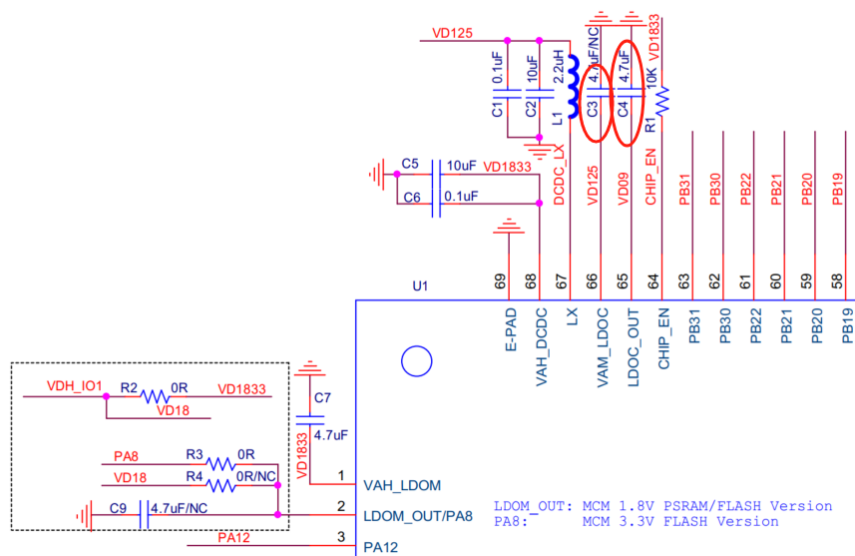 VD125
0.1uF
C1
10uF
C2
2.2uH
L1
4.7uF/NC
C3
4.7uF
C4
VD1833
10K
R1
C5
10uF
VD1833
C6
0.1uF
DCDC_LX
VD125
VD09
CHIP_EN
PB31
PB30
PB22
PB21
PB20
PB19
U1
69
68
67
66
65
64
63
62
61
60
59
58
E-PAD
VAH_DCDC
LX
VAM_LDOC
LDOC_OUT
CHIP_EN
PB31
PB30
PB22
PB21
PB20
PB19
VDH_IO1
R2
0R
VD1833
VD18
C7
4.7uF
VD1833
PA8
R3
0R
VD18
R4
0R/NC
C9
4.7uF/NC
PA12
1
VAH_LDOM
2
LDOM_OUT/PA8
3
PA12
LDOM_OUT: MCM 1.8V PSRAM/FLASH Version
PA8: MCM 3.3V FLASH Version